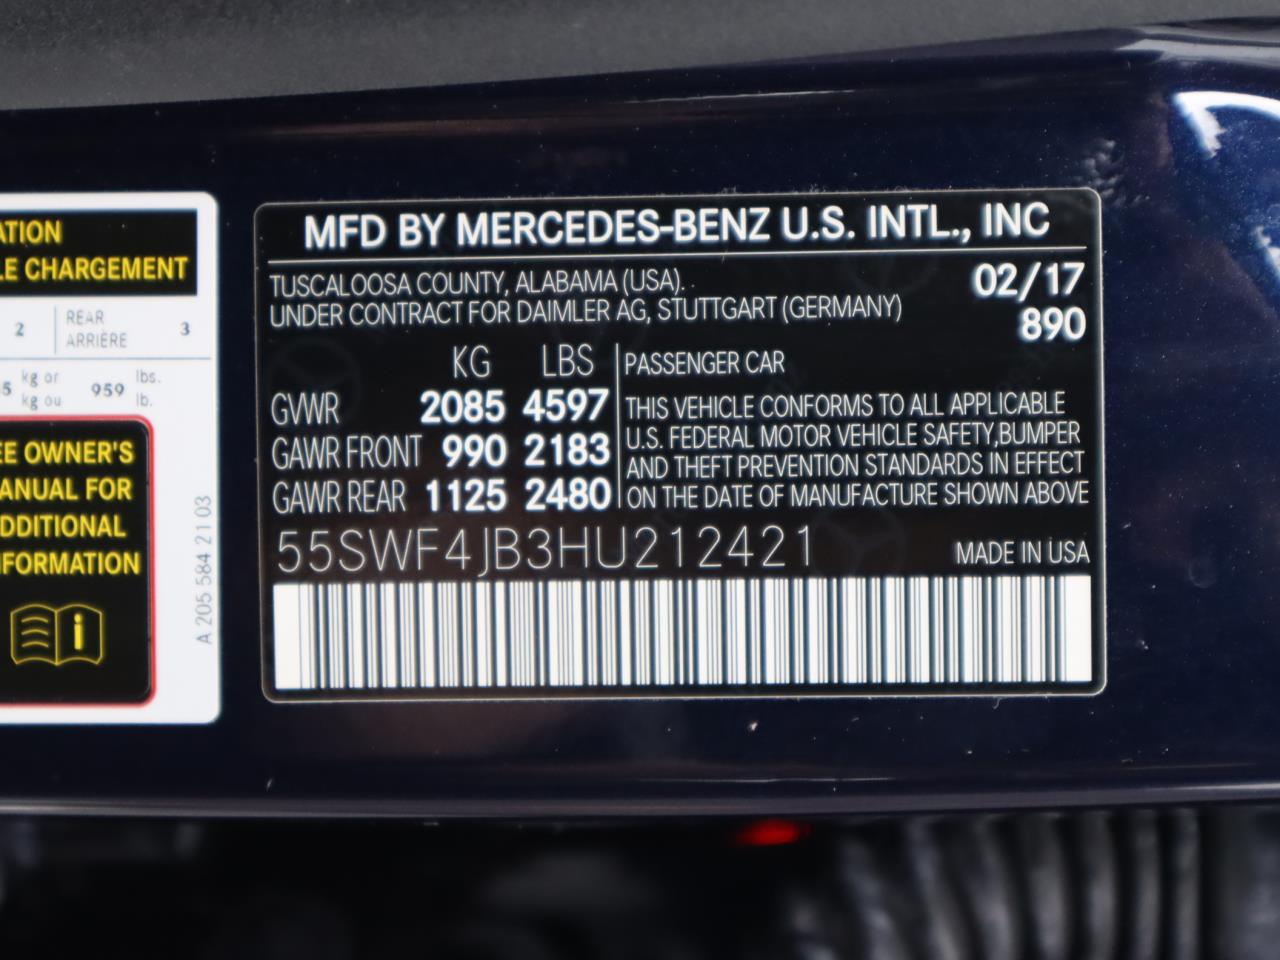 ATION
LE CHARGEMENT
2
REAR
ARRIÈRE
3
5
kg or
kg ou
959
lbs.
lb.
EE OWNER'S
ANUAL FOR
DDITIONAL
FORMATION
i
A 205 584 21 03
MFD BY MERCEDES-BENZ U.S. INTL., INC
TUSCALOOSA COUNTY, ALABAMA (USA).
UNDER CONTRACT FOR DAIMLER AG, STUTTGART (GERMANY)
02/17
890
KG LBS
GVWR 2085 4597
GAWR FRONT 990 2183
GAWR REAR 1125 2480
PASSENGER CAR
THIS VEHICLE CONFORMS TO ALL APPLICABLE
U.S. FEDERAL MOTOR VEHICLE SAFETY,BUMPER
AND THEFT PREVENTION STANDARDS IN EFFECT
ON THE DATE OF MANUFACTURE SHOWN ABOVE
55SWF4JB3HU212421
MADE IN USA